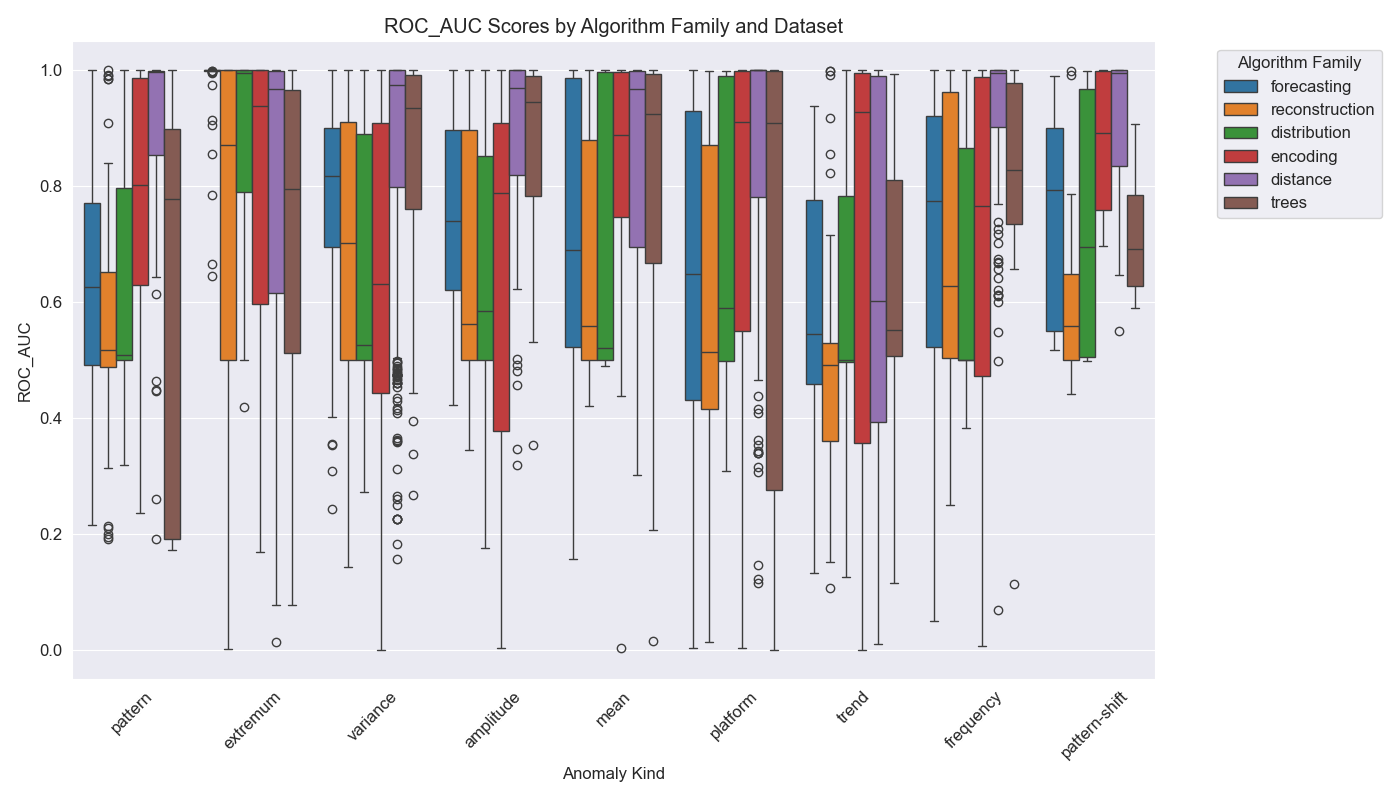 ROC_AUC Scores by Algorithm Family and Dataset
Algorithm Family
forecasting
reconstruction
distribution
encoding
distance
trees
ROC_AUC
1.0
0.8
0.6
0.4
0.2
0.0
pattern
extremum
variance
amplitude
mean
platform
trend
frequency
pattern-shift
Anomaly Kind